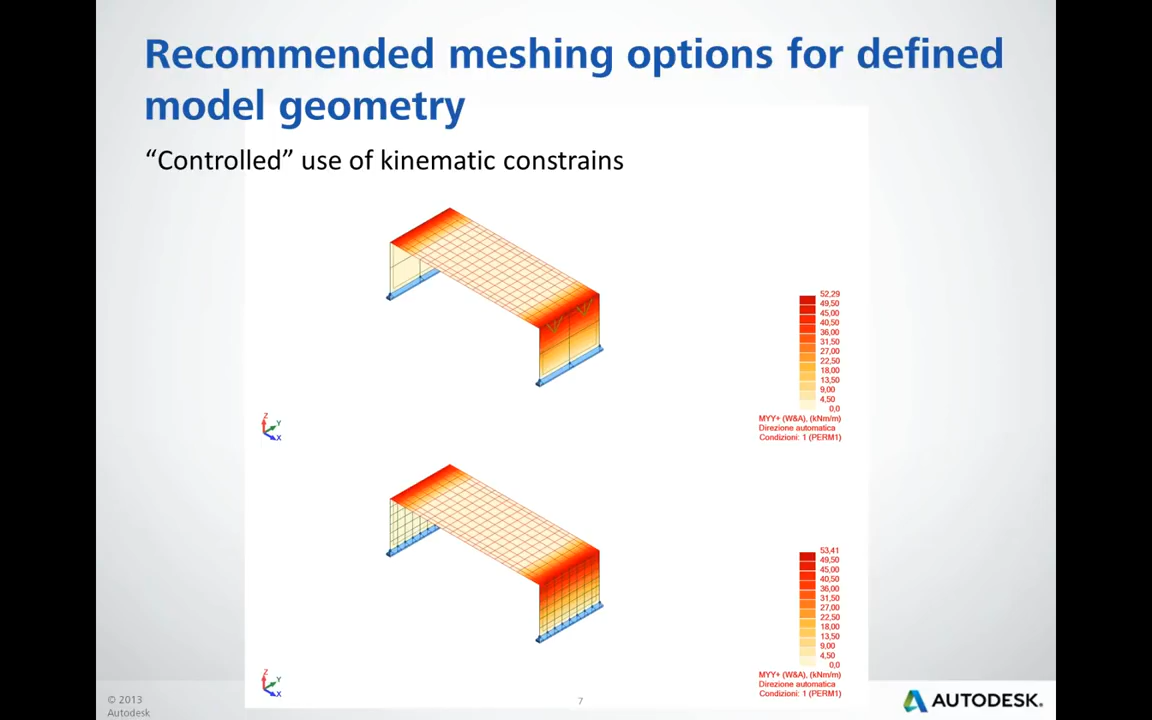 Recommended meshing options for defined
model geometry
“Controlled” use of kinematic constrains
52,29
49,50
45,00
40,50
36,00
31,50
27,00
22,50
18,00
13,50
9,00
4,50
0,0
MYY+ (W&A), (kNm/m)
Direzione automatica
Condizioni: 1 (PERM1)
Z
Y
X
53,41
49,50
45,00
40,50
36,00
31,50
27,00
22,50
18,00
13,50
9,00
4,50
0,0
MYY+ (W&A), (kNm/m)
Direzione automatica
Condizioni: 1 (PERM1)
Z
Y
X
© 2013
Autodesk
7
AUTODESK.